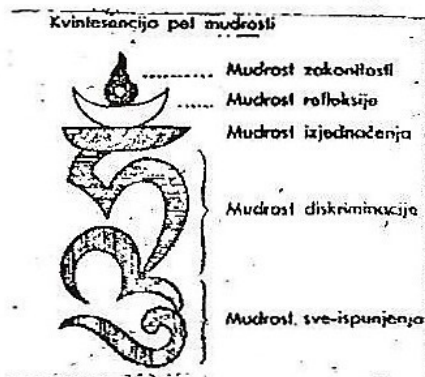 Kvintesencija pet mudrosti
Mudrost zakonitosti
Mudrost refleksije
Mudrost izjednačenja
Mudrost diskriminacije
Mudrost, sve-ispunjenja